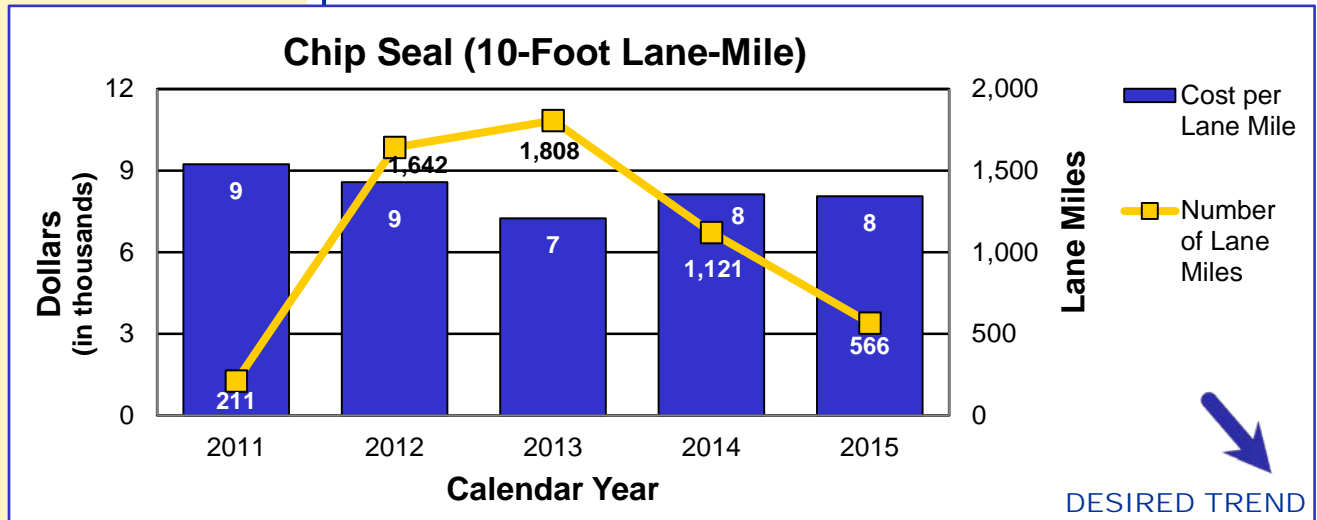 Chip Seal (10-Foot Lane-Mile)
12
9
6
3
0
Dollars
(in thousands)
2,000
1,500
1,000
500
0
Lane Miles
9
9
7
8
8
211
1,642
1,808
1,121
566
2011
2012
2013
2014
2015
Calendar Year
Cost per
Lane Mile
Number
of Lane
Miles
DESIRED TREND